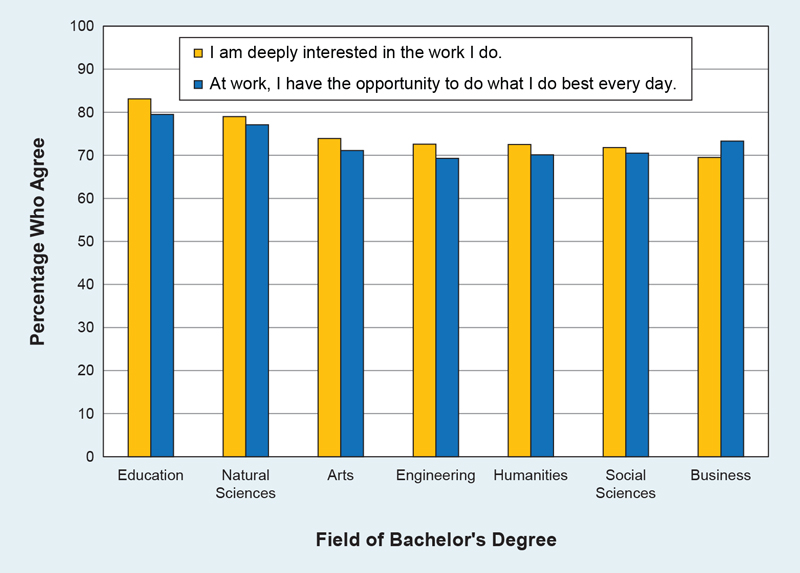 100
90
80
70
60
50
40
30
20
10
0
Percentage Who Agree
I am deeply interested in the work I do.
At work, I have the opportunity to do what I do best every day.
Education
Natural
Sciences
Arts
Engineering
Humanities
Social
Sciences
Business
Field of Bachelor's Degree